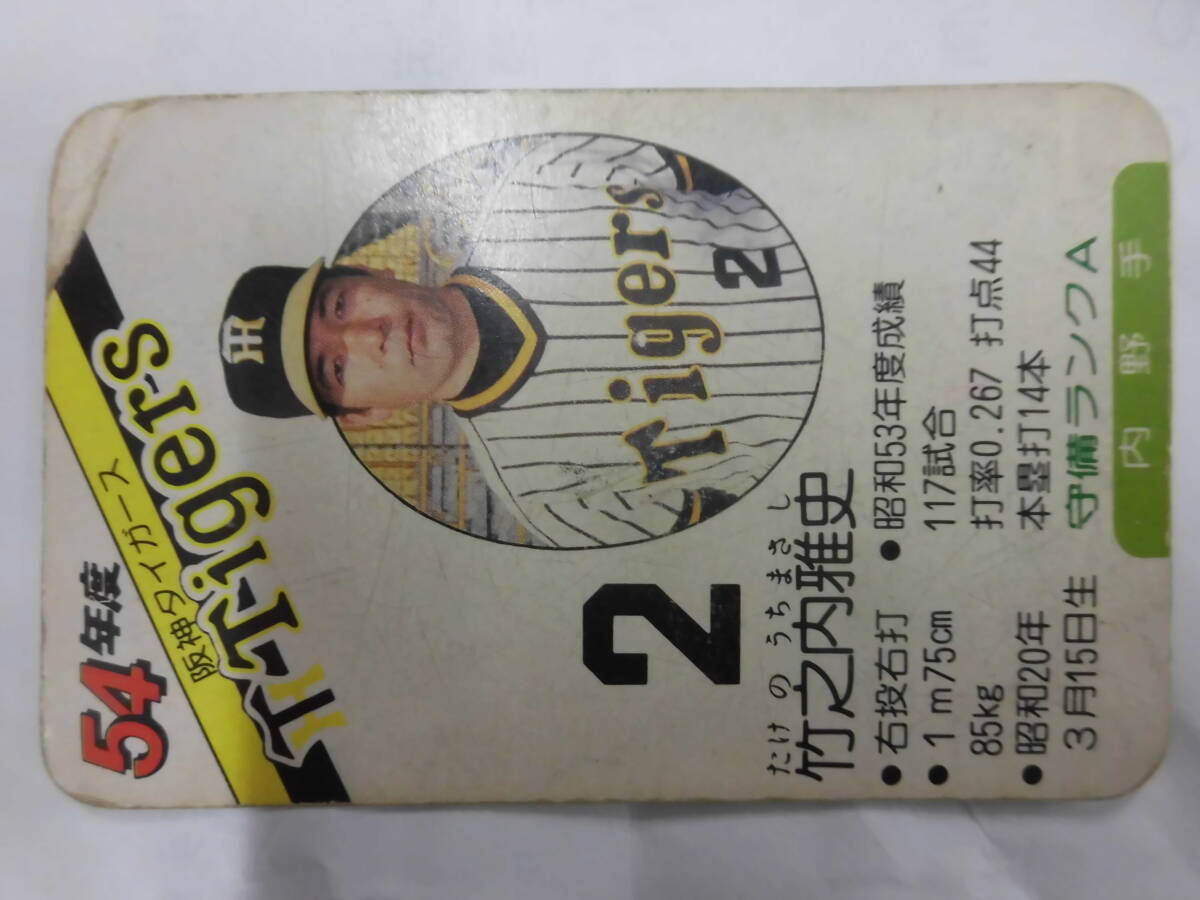 54年度
阪神タイガース
Tigers
TH
Tigers
2
2
たけのうちまさし
竹之内雅史
●右投右打
●1m75cm
85kg
●昭和20年
3月15日生
●昭和53年度成績
117試合
打率0.267 打点44
本塁打14本
守備ランクA
内野手